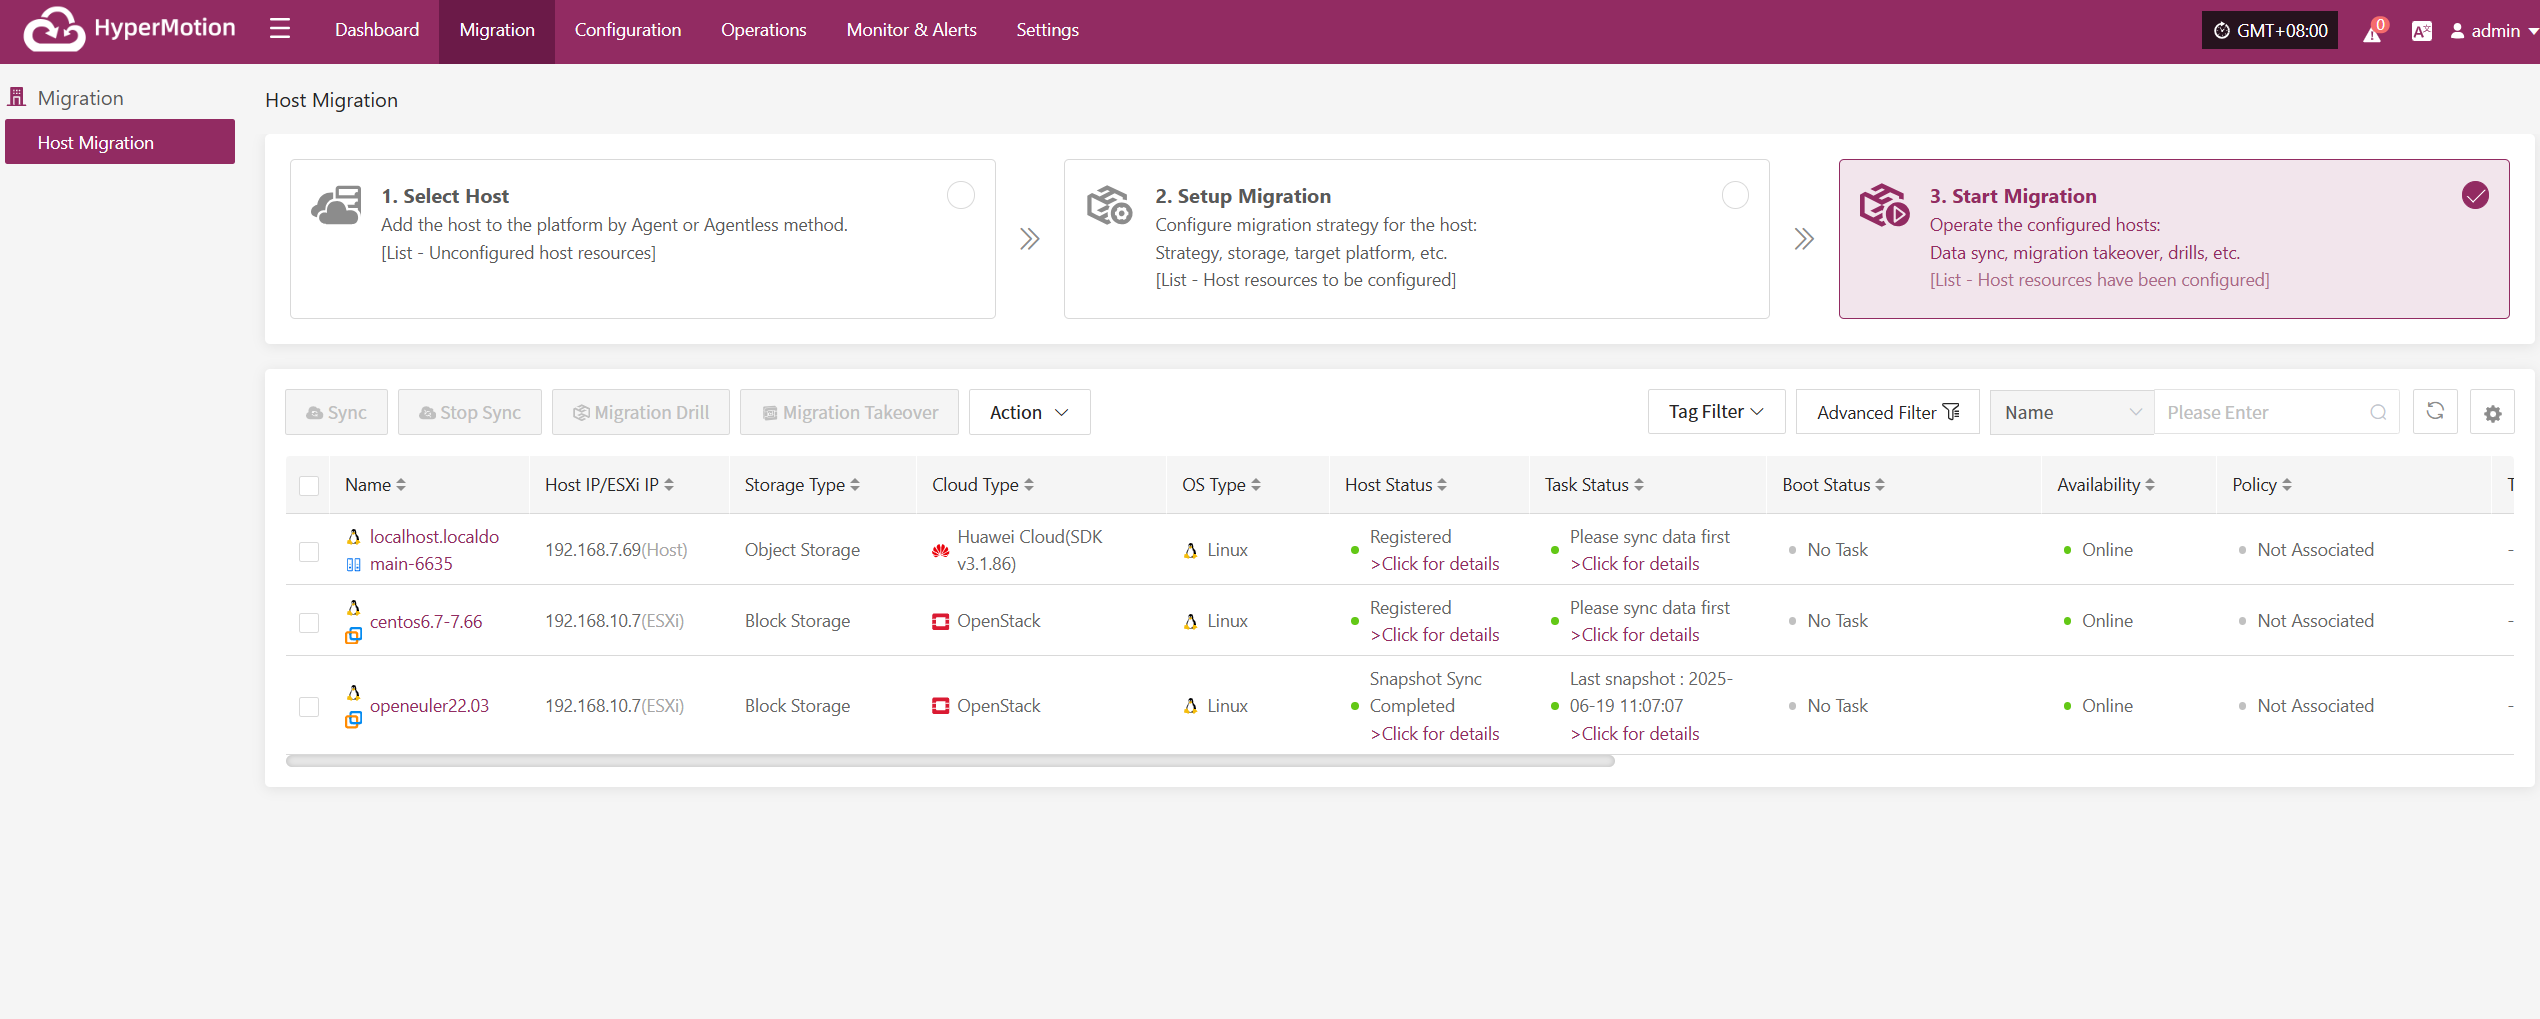 HyperMotion
Dashboard
Migration
Configuration
Operations
Monitor & Alerts
Settings
GMT+08:00
0
admin
Migration
Host Migration
Host Migration
1. Select Host
Add the host to the platform by Agent or Agentless method.
[List - Unconfigured host resources]
2. Setup Migration
Configure migration strategy for the host:
Strategy, storage, target platform, etc.
[List - Host resources to be configured]
3. Start Migration
Operate the configured hosts:
Data sync, migration takeover, drills, etc.
[List - Host resources have been configured]
Sync
Stop Sync
Migration Drill
Migration Takeover
Action
Tag Filter
Advanced Filter
Name
Please Enter
Name
Host IP/ESXi IP
Storage Type
Cloud Type
OS Type
Host Status
Task Status
Boot Status
Availability
Policy
localhost.localdo
main-6635
192.168.7.69(Host)
Object Storage
Huawei Cloud(SDK
v3.1.86)
Linux
Registered
>Click for details
Please sync data first
>Click for details
No Task
Online
Not Associated
-
centos6.7-7.66
192.168.10.7(ESXi)
Block Storage
OpenStack
Linux
Registered
>Click for details
Please sync data first
>Click for details
No Task
Online
Not Associated
-
openeuler22.03
192.168.10.7(ESXi)
Block Storage
OpenStack
Linux
Snapshot Sync
Completed
>Click for details
Last snapshot : 2025-
06-19 11:07:07
>Click for details
No Task
Online
Not Associated
-